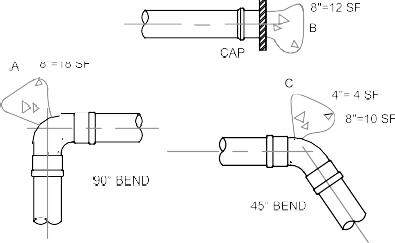 8"=12 SF
B
CAP
A
8"=18 SF
C
4"= 4 SF
8"=10 SF
90° BEND
45° BEND